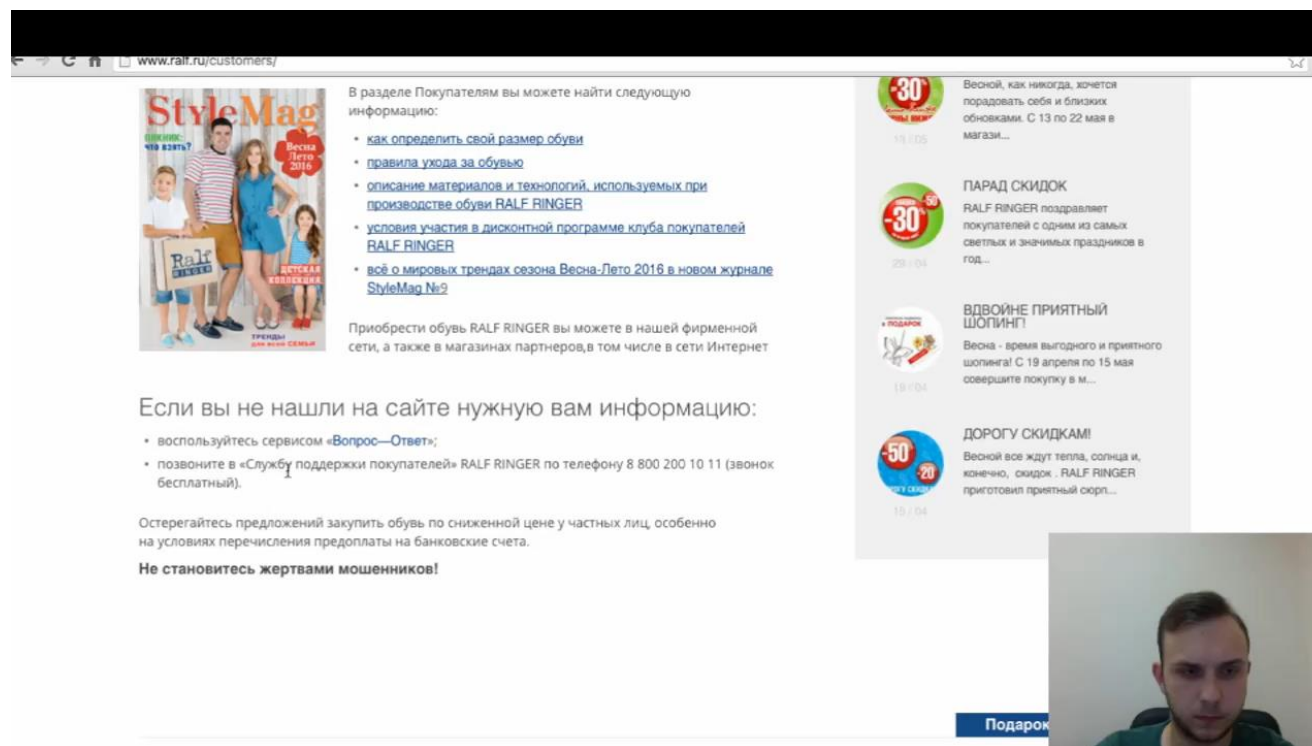 www.ralf.ru/customers/
StyleMag
ПИКНИК:
ЧТО ВЗЯТЬ?
Весна
Лето
2016
Ralf
RINGER
ДЕТСКАЯ
КОЛЛЕКЦИЯ
ТРЕНДЫ
ДЛЯ ВСЕЙ СЕМЬИ
В разделе Покупателям вы можете найти следующую
информацию:
• как определить свой размер обуви
• правила ухода за обувью
• описание материалов и технологий, используемых при
производстве обуви RALF RINGER
• условия участия в дисконтной программе клуба покупателей
RALF RINGER
• всё о мировых трендах сезона Весна-Лето 2016 в новом журнале
StyleMag №9
Приобрести обувь RALF RINGER вы можете в нашей фирменной
сети, а также в магазинах партнеров,в том числе в сети Интернет
Если вы не нашли на сайте нужную вам информацию:
• воспользуйтесь сервисом «Вопрос—Ответ»;
• позвоните в «Службу поддержки покупателей» RALF RINGER по телефону 8 800 200 10 11 (звонок
бесплатный).
Остерегайтесь предложений закупить обувь по сниженной цене у частных лиц, особенно
на условиях перечисления предоплаты на банковские счета.
Не становитесь жертвами мошенников!
-30
13 / 05
Весной, как никогда, хочется
порадовать себя и близких
обновками. С 13 по 22 мая в
магази...
-30
-50
29 / 04
ПАРАД СКИДОК
RALF RINGER поздравляет
покупателей с одним из самых
светлых и значимых праздников в
год...
в ПОДАРОК
19 / 04
ВДВОЙНЕ ПРИЯТНЫЙ
ШОПИНГ!
Весна - время выгодного и приятного
шопинга! С 19 апреля по 15 мая
совершите покупку в м...
-50
-20
15 / 04
ДОРОГУ СКИДКАМ!
Весной все ждут тепла, солнца и,
конечно, скидок . RALF RINGER
приготовил приятный сюрп...
Подарок